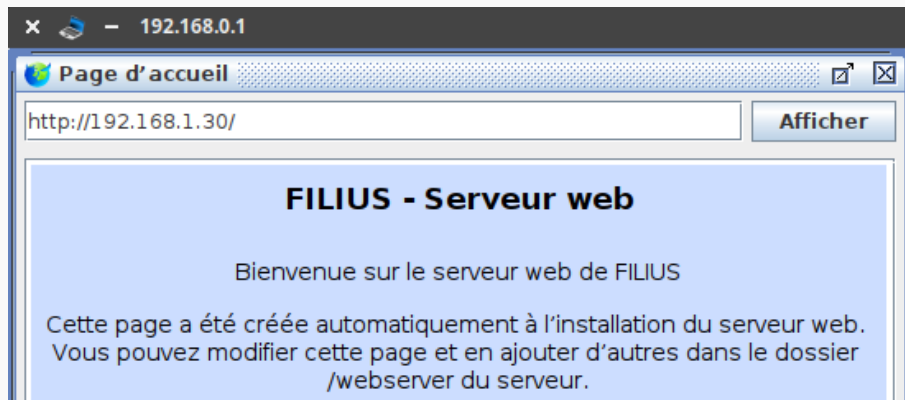 192.168.0.1
Page d'accueil
http://192.168.1.30/
Afficher
FILIUS - Serveur web
Bienvenue sur le serveur web de FILIUS
Cette page a été créée automatiquement à l'installation du serveur web.
Vous pouvez modifier cette page et en ajouter d'autres dans le dossier
/webserver du serveur.